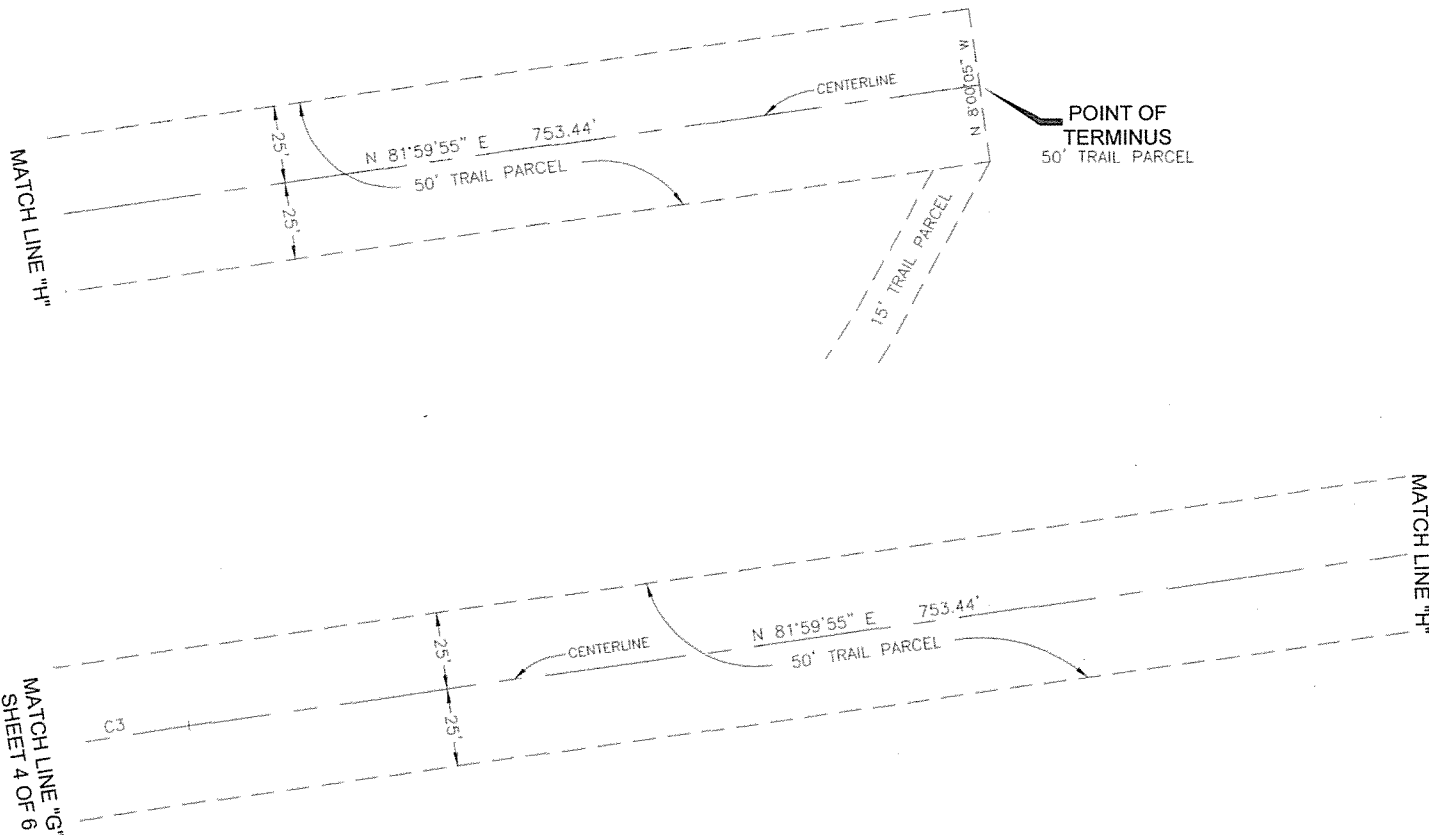 MATCH LINE "H"
25'
25'
N 81°59'55" E 753.44'
50' TRAIL PARCEL
CENTERLINE
N 8°00'05" W
POINT OF
TERMINUS
50' TRAIL PARCEL
15' TRAIL PARCEL
MATCH LINE "H"
N 81°59'55" E 753.44'
50' TRAIL PARCEL
CENTERLINE
25'
25'
C3
MATCH LINE "G"
SHEET 4 OF 6